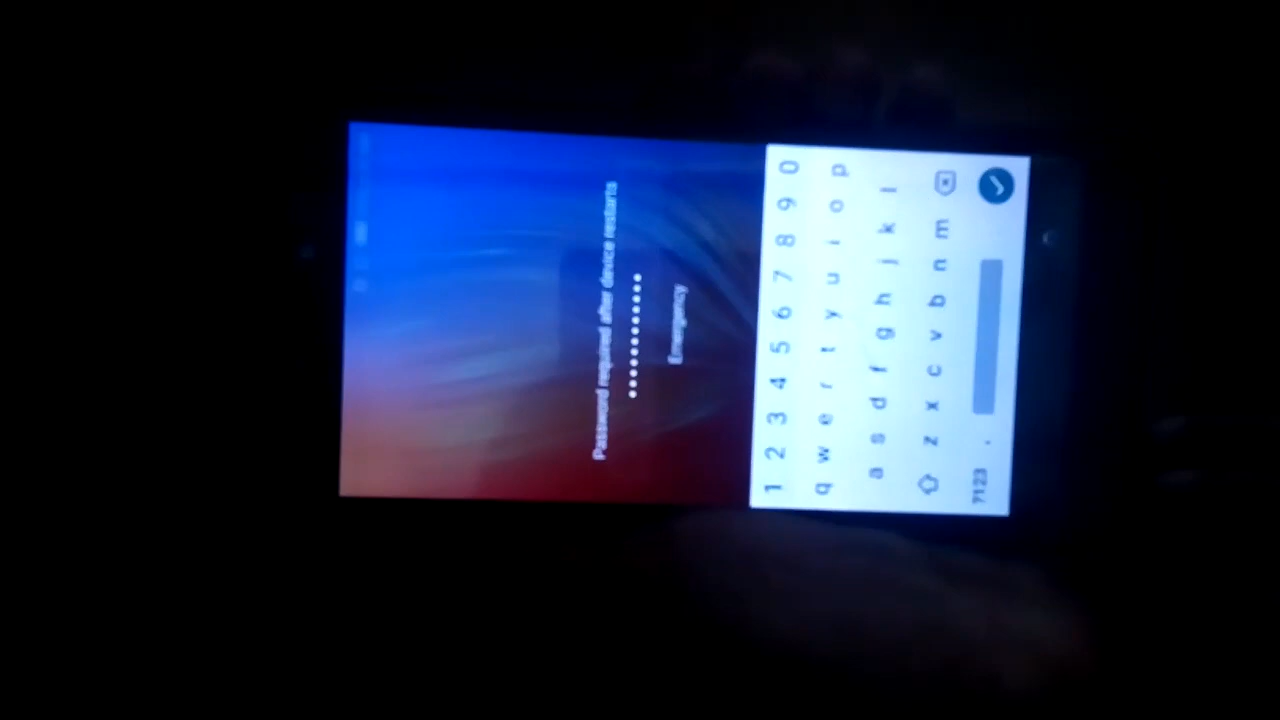 Password required after device restarts
••••••••••••
Emergency
1 2 3 4 5 6 7 8 9 0
q w e r t y u i o p
a s d f g h j k l
z x c v b n m
?123 .